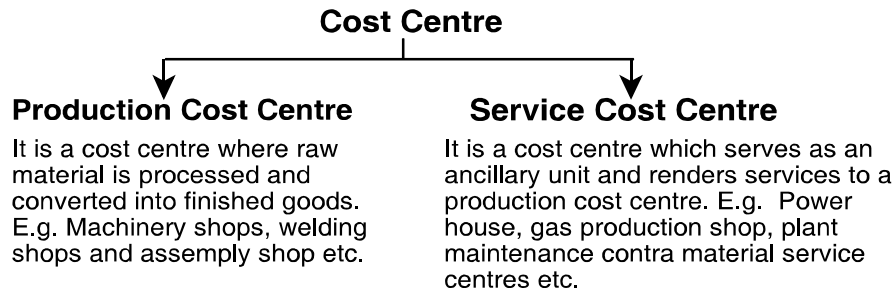 Cost Centre
Production Cost Centre
It is a cost centre where raw
material is processed and
converted into finished goods.
E.g. Machinery shops, welding
shops and assemply shop etc.
Service Cost Centre
It is a cost centre which serves as an
ancillary unit and renders services to a
production cost centre. E.g. Power
house, gas production shop, plant
maintenance contra material service
centres etc.